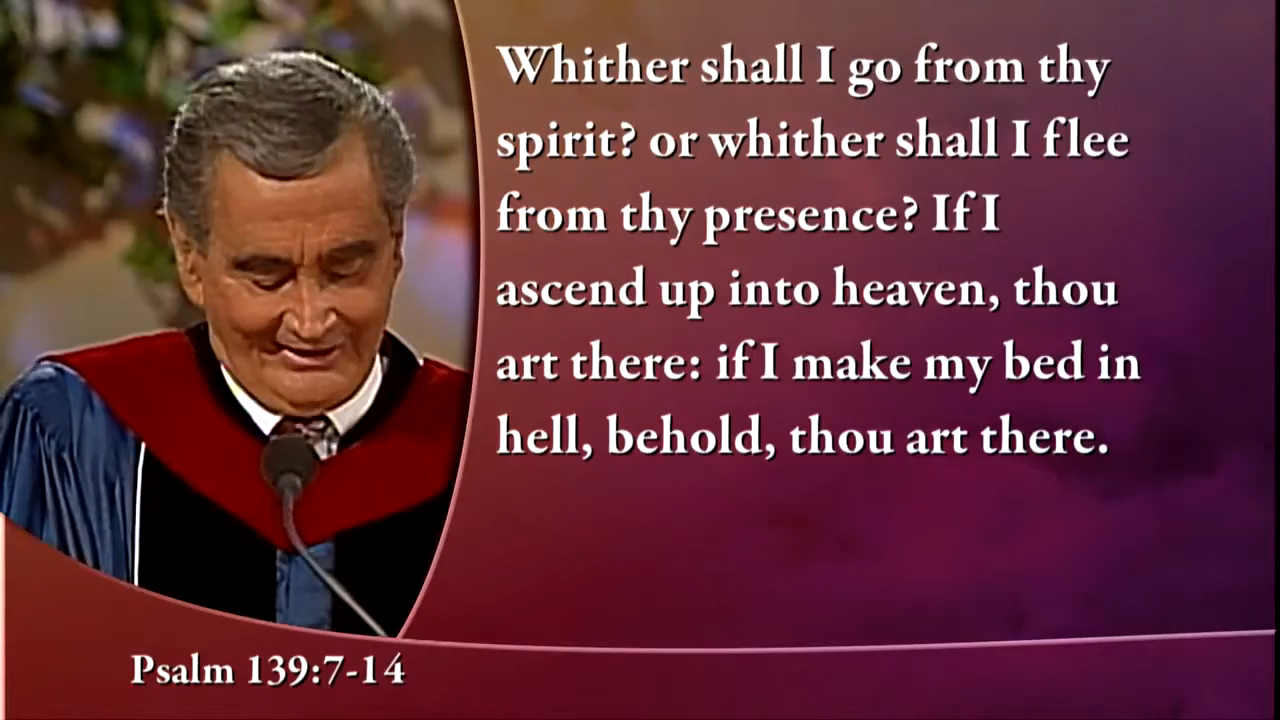 Whither shall I go from thy
spirit? or whither shall I flee
from thy presence? If I
ascend up into heaven, thou
art there: if I make my bed in
hell, behold, thou art there.
Psalm 139:7-14